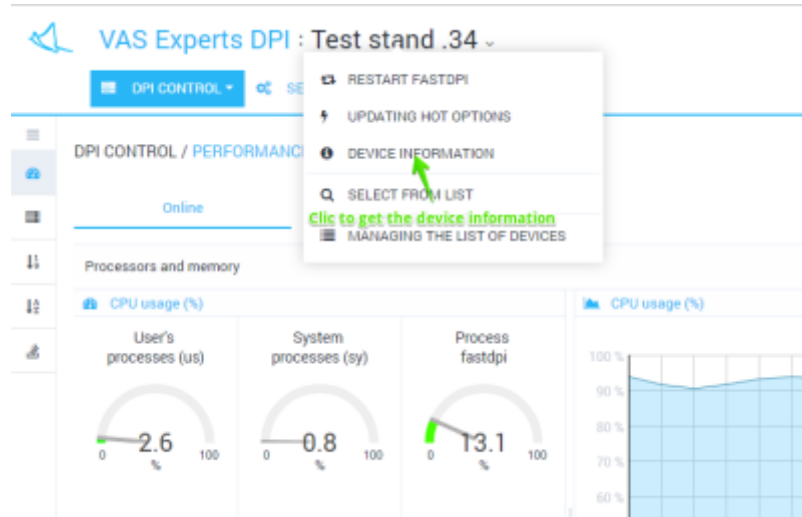 VAS Experts DPI : Test stand .34
DPI CONTROL
SE
RESTART FASTDPI
UPDATING HOT OPTIONS
DEVICE INFORMATION
SELECT FROM LIST
Clic to get the device information
MANAGING THE LIST OF DEVICES
DPI CONTROL / PERFORMANC
Online
Processors and memory
CPU usage (%)
User's
processes (us)
2.6
0
100
%
System
processes (sy)
0.8
0
100
%
Process
fastdpi
13.1
0
100
%
CPU usage (%)
100 %
90 %
80 %
70 %
60 %